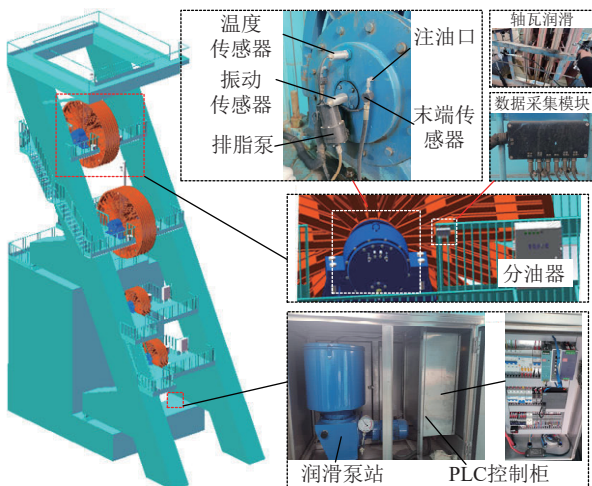 温度
传感器
注油口
振动
传感器
末端传
感器
排脂泵
轴瓦润滑
数据采集模块
分油器
润滑泵站
PLC控制柜